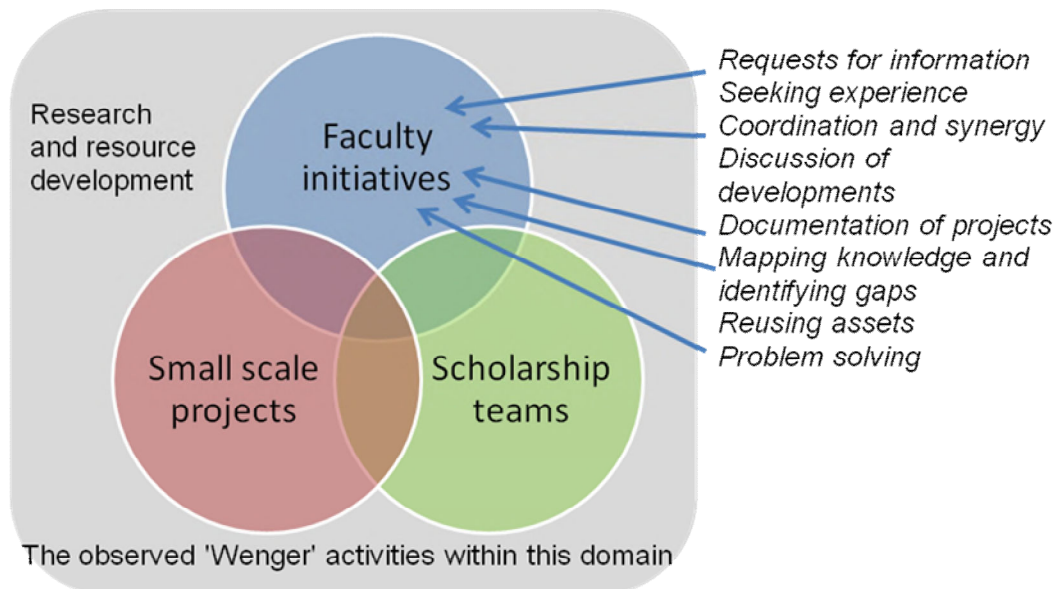 Research
and resource
development
Faculty
initiatives
Small scale
projects
Scholarship
teams
The observed 'Wenger' activities within this domain
Requests for information
Seeking experience
Coordination and synergy
Discussion of
developments
Documentation of projects
Mapping knowledge and
identifying gaps
Reusing assets
Problem solving